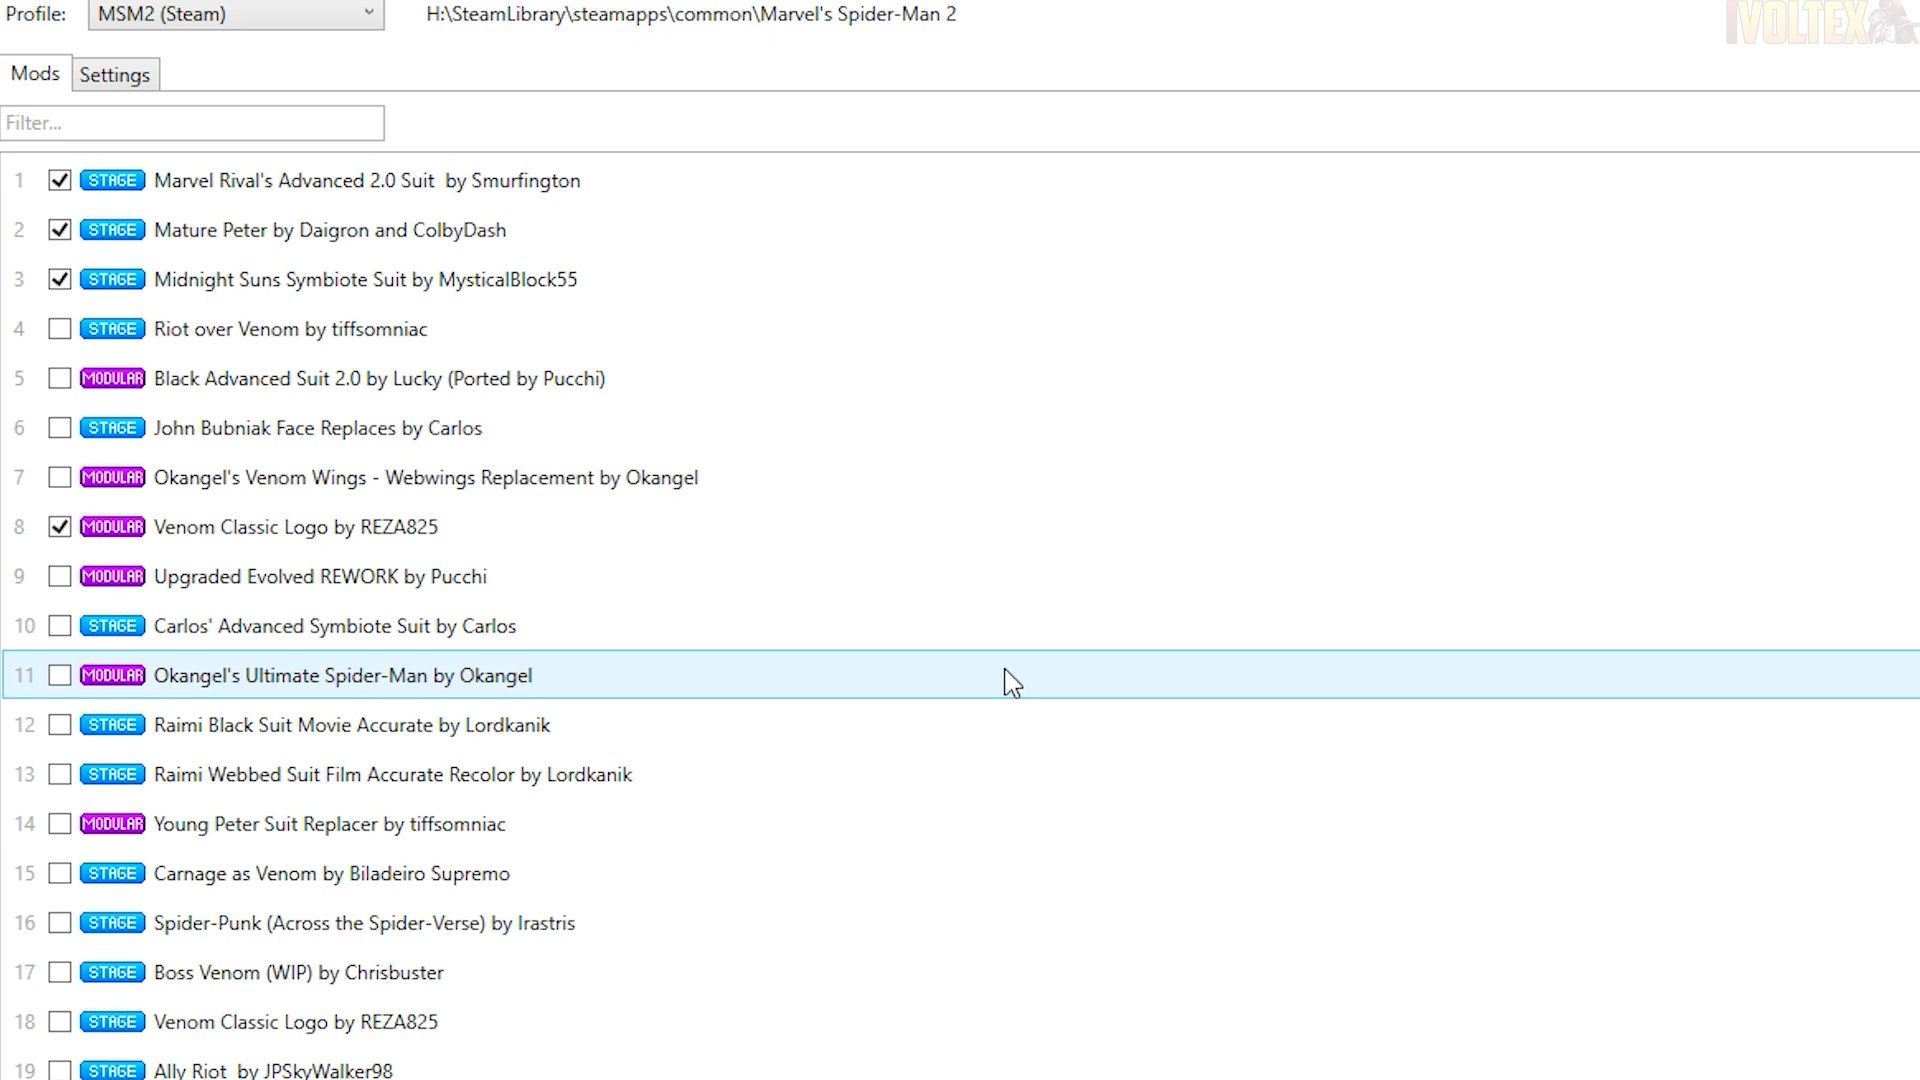 Profile: MSM2 (Steam) H:\SteamLibrary\steamapps\common\Marvel's Spider-Man 2
IVOLTEX
Mods Settings
Filter...
1 STAGE Marvel Rival's Advanced 2.0 Suit  by Smurfington
2 STAGE Mature Peter by Daigron and ColbyDash
3 STAGE Midnight Suns Symbiote Suit by MysticalBlock55
4 STAGE Riot over Venom by tiffsomniac
5 MODULAR Black Advanced Suit 2.0 by Lucky (Ported by Pucchi)
6 STAGE John Bubniak Face Replaces by Carlos
7 MODULAR Okangel's Venom Wings - Webwings Replacement by Okangel
8 MODULAR Venom Classic Logo by REZA825
9 MODULAR Upgraded Evolved REWORK by Pucchi
10 STAGE Carlos' Advanced Symbiote Suit by Carlos
11 MODULAR Okangel's Ultimate Spider-Man by Okangel
12 STAGE Raimi Black Suit Movie Accurate by Lordkanik
13 STAGE Raimi Webbed Suit Film Accurate Recolor by Lordkanik
14 MODULAR Young Peter Suit Replacer by tiffsomniac
15 STAGE Carnage as Venom by Biladeiro Supremo
16 STAGE Spider-Punk (Across the Spider-Verse) by Irastris
17 STAGE Boss Venom (WIP) by Chrisbuster
18 STAGE Venom Classic Logo by REZA825
19 STAGE Ally Riot  by JPSkyWalker98